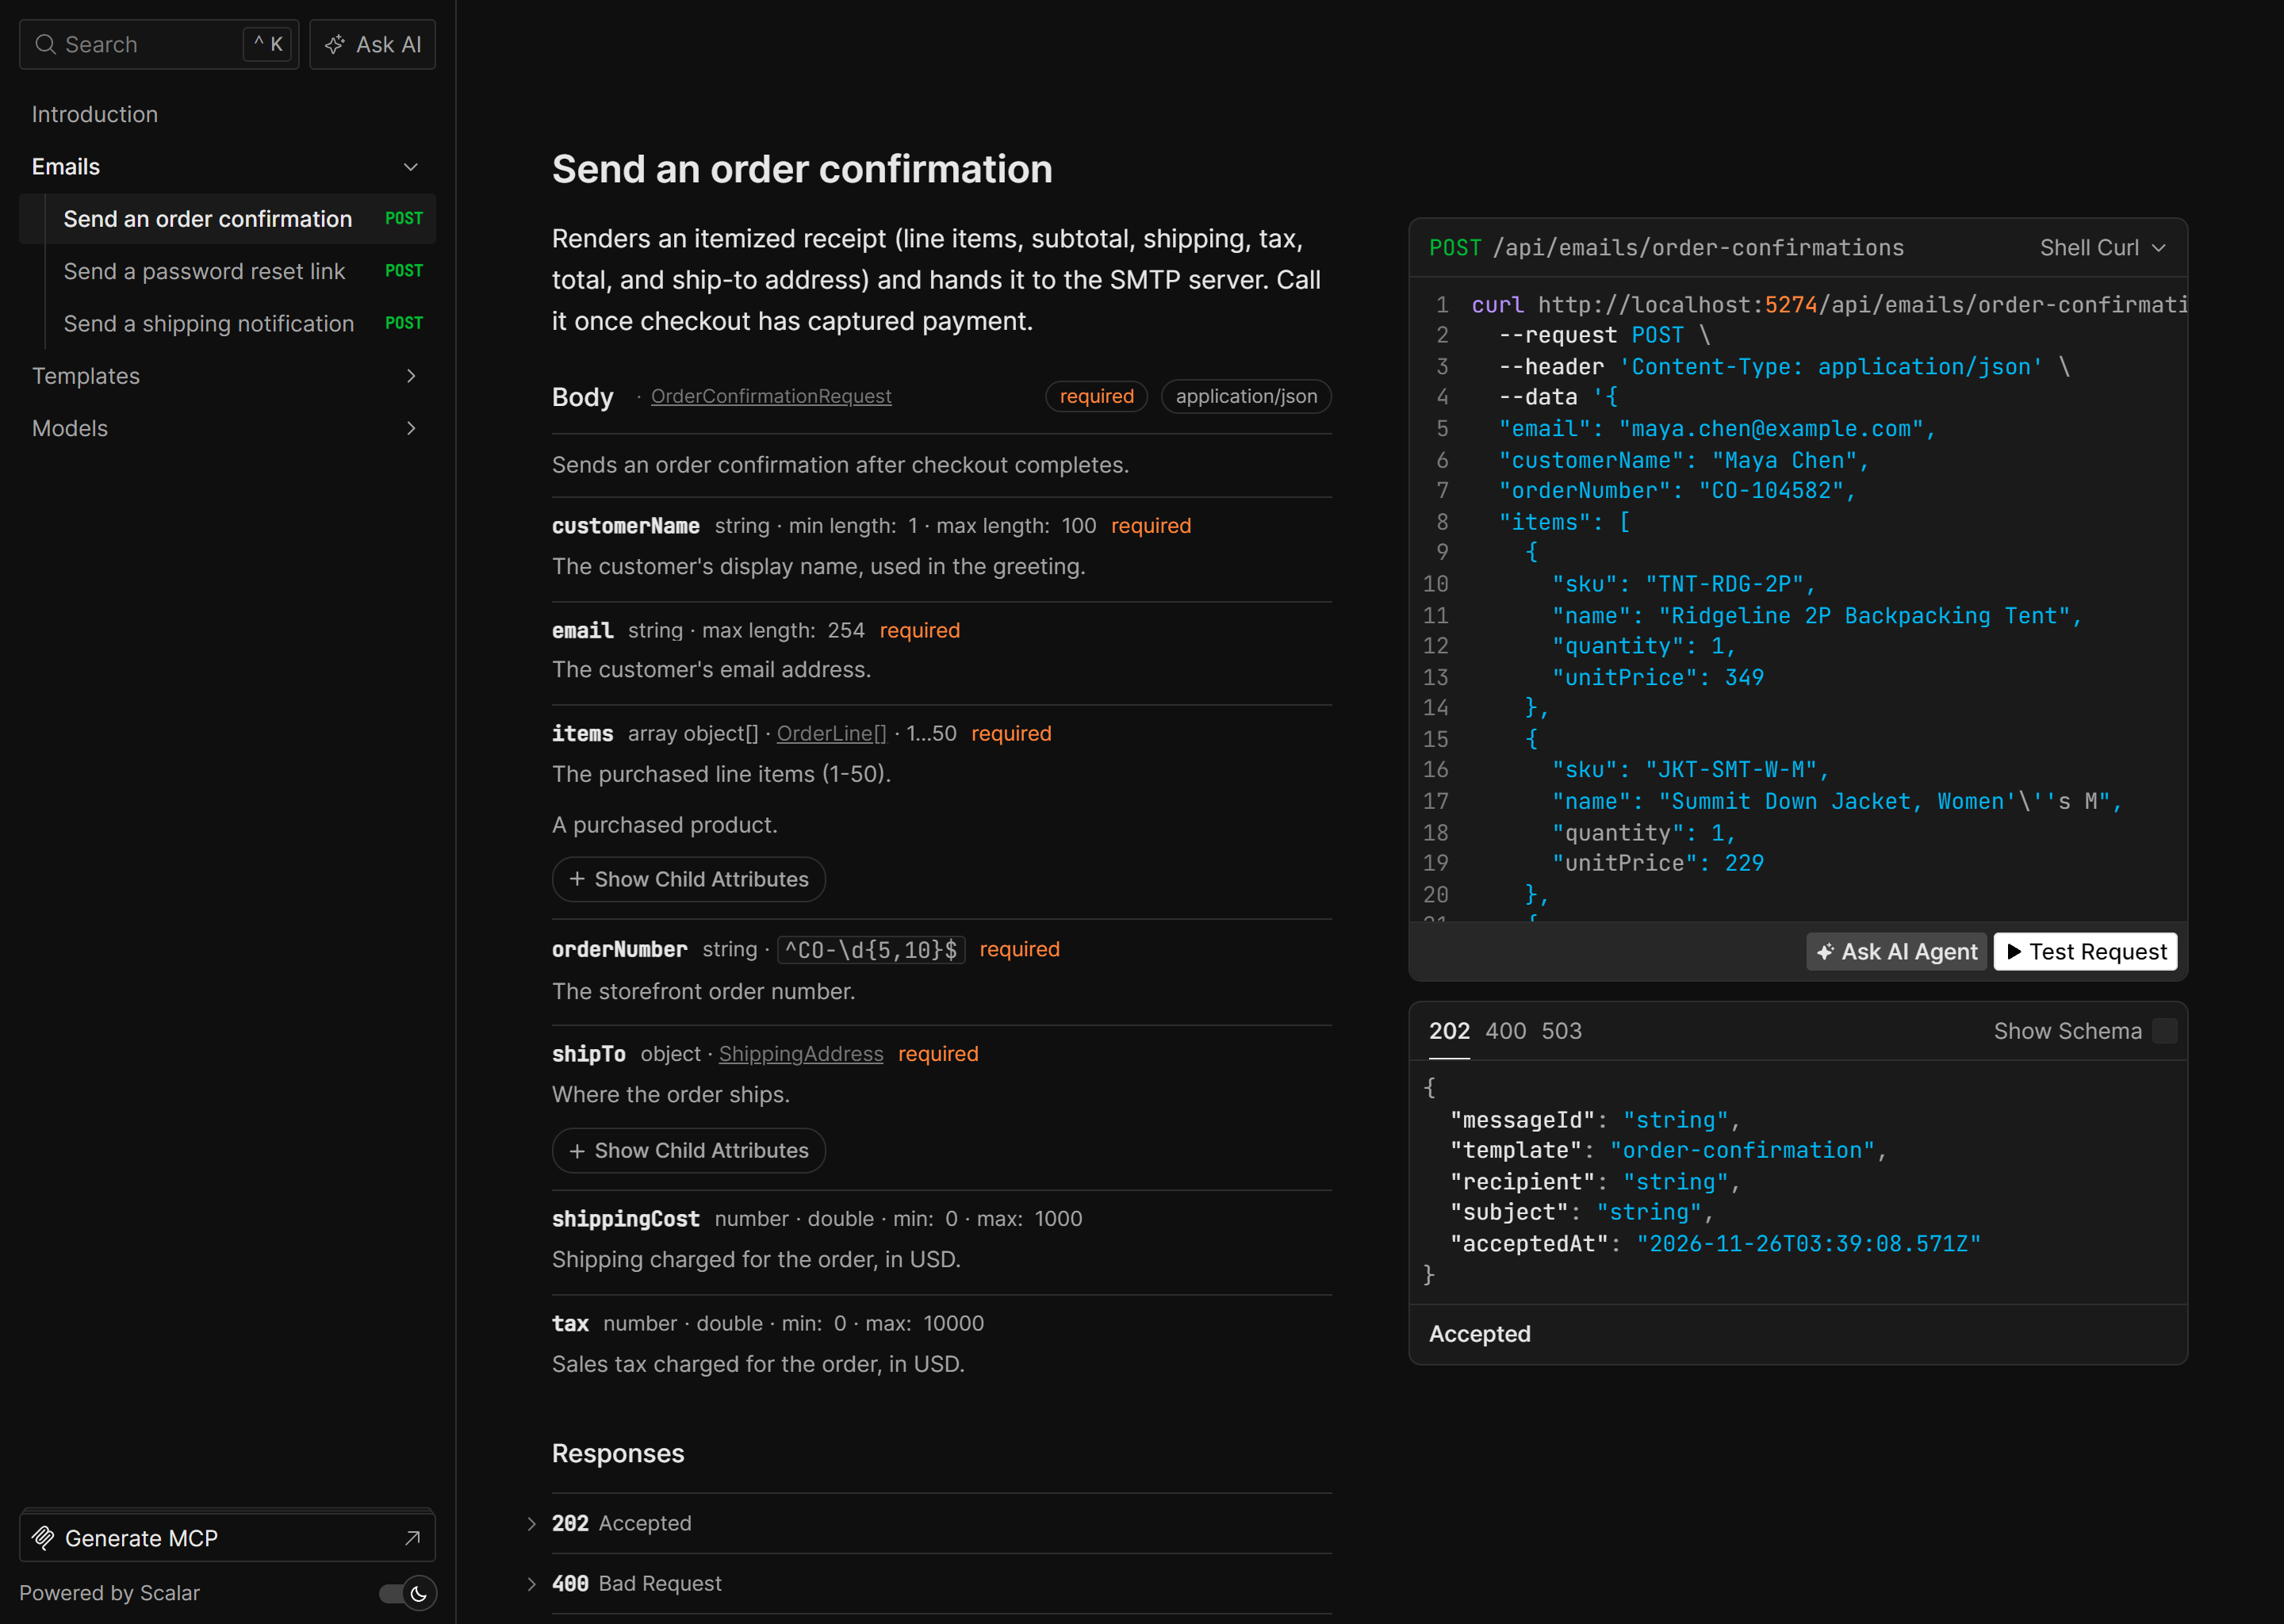 Search
^ K
Ask AI
Introduction
Emails
Send an order confirmation POST
Send a password reset link POST
Send a shipping notification POST
Templates
Models
Generate MCP
Powered by Scalar
Send an order confirmation
Renders an itemized receipt (line items, subtotal, shipping, tax,
total, and ship-to address) and hands it to the SMTP server. Call
it once checkout has captured payment.
Body · OrderConfirmationRequest required application/json
Sends an order confirmation after checkout completes.
customerName string · min length: 1 · max length: 100 required
The customer's display name, used in the greeting.
email string · max length: 254 required
The customer's email address.
items array object[] · OrderLine[] · 1…50 required
The purchased line items (1-50).
A purchased product.
+ Show Child Attributes
orderNumber string · ^CO-\d{5,10}$ required
The storefront order number.
shipTo object · ShippingAddress required
Where the order ships.
+ Show Child Attributes
shippingCost number · double · min: 0 · max: 1000
Shipping charged for the order, in USD.
tax number · double · min: 0 · max: 10000
Sales tax charged for the order, in USD.
Responses
202 Accepted
400 Bad Request
POST /api/emails/order-confirmations Shell Curl
1 curl http://localhost:5274/api/emails/order-confirmati
2 --request POST \
3 --header 'Content-Type: application/json' \
4 --data '{
5 "email": "maya.chen@example.com",
6 "customerName": "Maya Chen",
7 "orderNumber": "CO-104582",
8 "items": [
9 {
10 "sku": "TNT-RDG-2P",
11 "name": "Ridgeline 2P Backpacking Tent",
12 "quantity": 1,
13 "unitPrice": 349
14 },
15 {
16 "sku": "JKT-SMT-W-M",
17 "name": "Summit Down Jacket, Women'\''s M",
18 "quantity": 1,
19 "unitPrice": 229
20 },
21 {
Ask AI Agent
Test Request
202 400 503 Show Schema
{
"messageId": "string",
"template": "order-confirmation",
"recipient": "string",
"subject": "string",
"acceptedAt": "2026-11-26T03:39:08.571Z"
}
Accepted